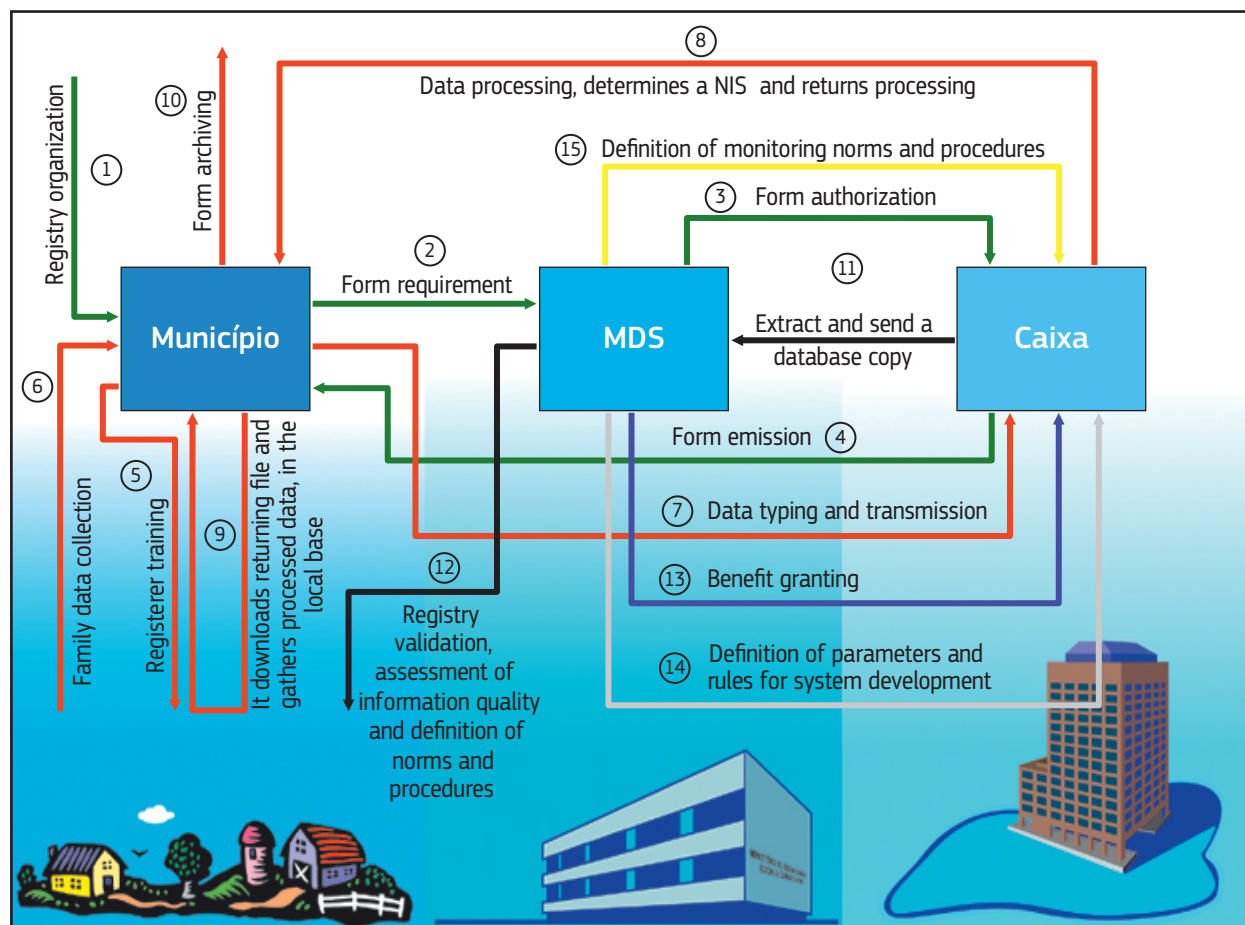 8
Data processing, determines a NIS and returns processing
10
Form archiving
Registry organization
1
15 Definition of monitoring norms and procedures
3 Form authorization
2
Form requirement
11
Extract and send a
database copy
Município
MDS
Caixa
6
Family data collection
5
Registerer training
9
It downloads returning file and
gathers processed data, in the
local base
Form emission 4
7 Data typing and transmission
12
Registry
validation,
assessment of
information quality
and definition of
norms and
procedures
13 Benefit granting
14 Definition of parameters and
rules for system development